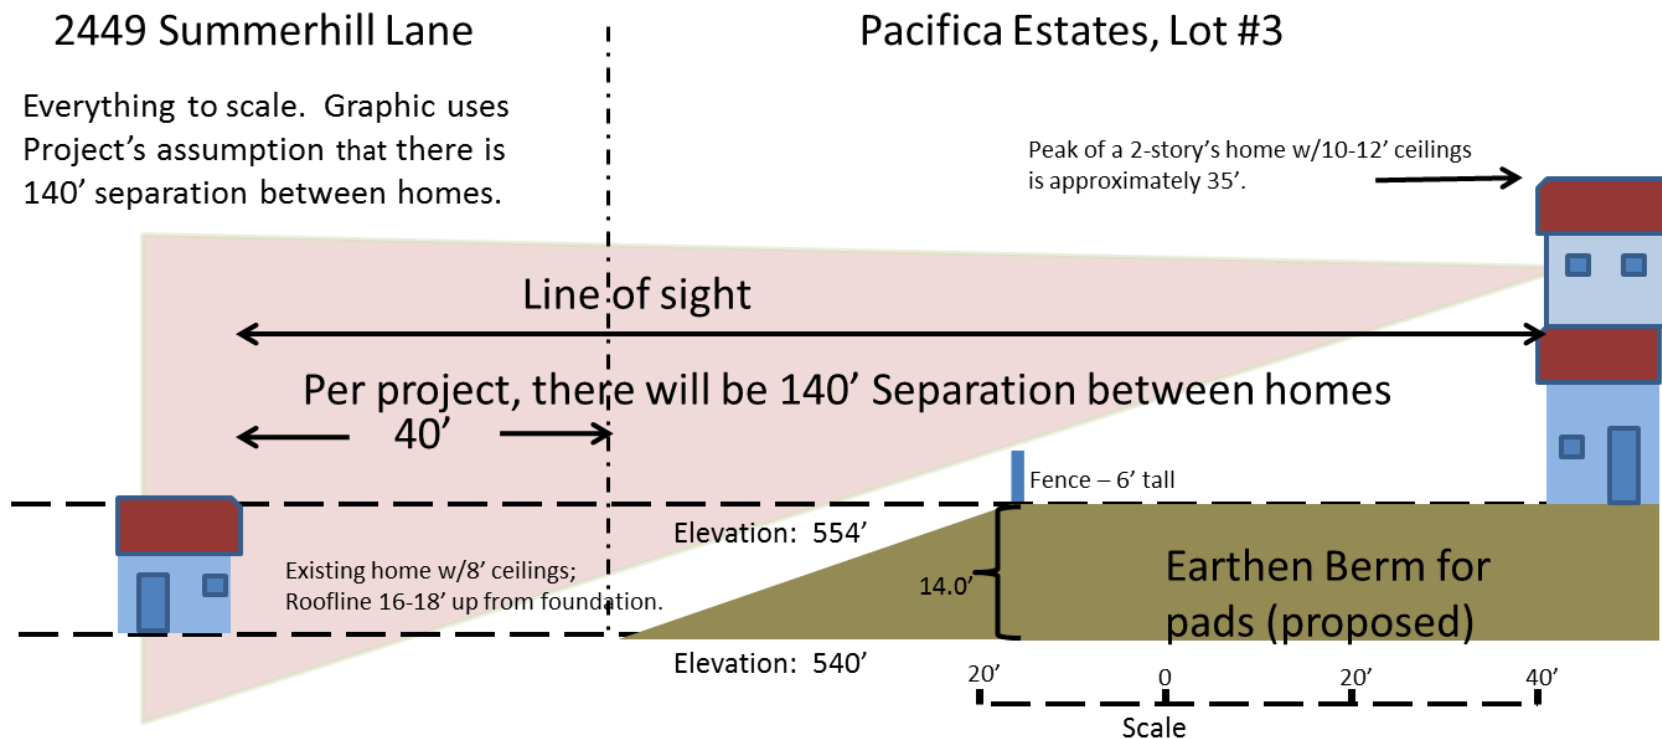 2449 Summerhill Lane
Pacifica Estates, Lot #3
Everything to scale. Graphic uses
Project’s assumption that there is
140’ separation between homes.
Peak of a 2-story’s home w/10-12’ ceilings
is approximately 35’.
Line of sight
Per project, there will be 140’ Separation between homes
40’
Fence – 6’ tall
Elevation: 554’
Existing home w/8’ ceilings;
Roofline 16-18’ up from foundation.
14.0’
Earthen Berm for
pads (proposed)
Elevation: 540’
20’ 0 20’ 40’
Scale